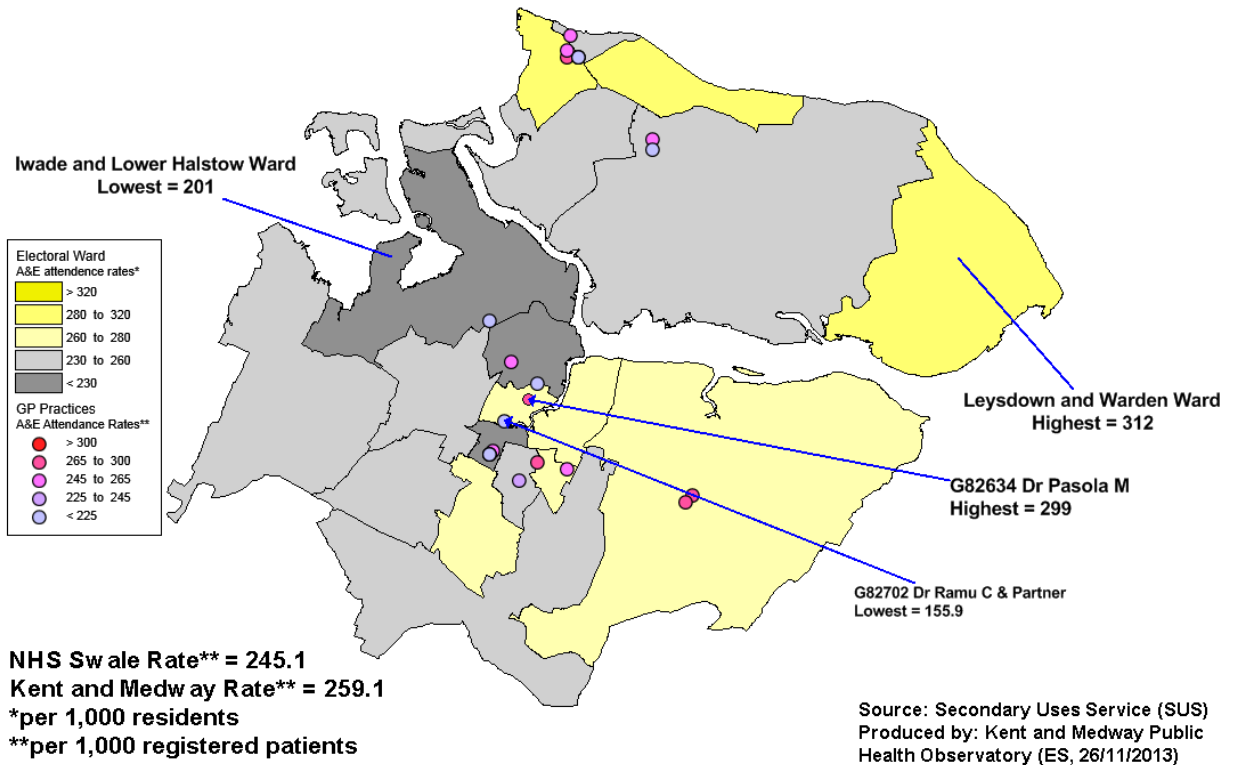 Iwade and Lower Halstow Ward
Lowest = 201
Electoral Ward
A&E attendence rates*
> 320
280 to 320
260 to 280
230 to 260
< 230
GP Practices
A&E Attendance Rates**
> 300
265 to 300
245 to 265
225 to 245
< 225
Leysdown and Warden Ward
Highest = 312
G82634 Dr Pasola M
Highest = 299
G82702 Dr Ramu C & Partner
Lowest = 155.9
NHS Swale Rate** = 245.1
Kent and Medway Rate** = 259.1
*per 1,000 residents
**per 1,000 registered patients
Source: Secondary Uses Service (SUS)
Produced by: Kent and Medway Public
Health Observatory (ES, 26/11/2013)